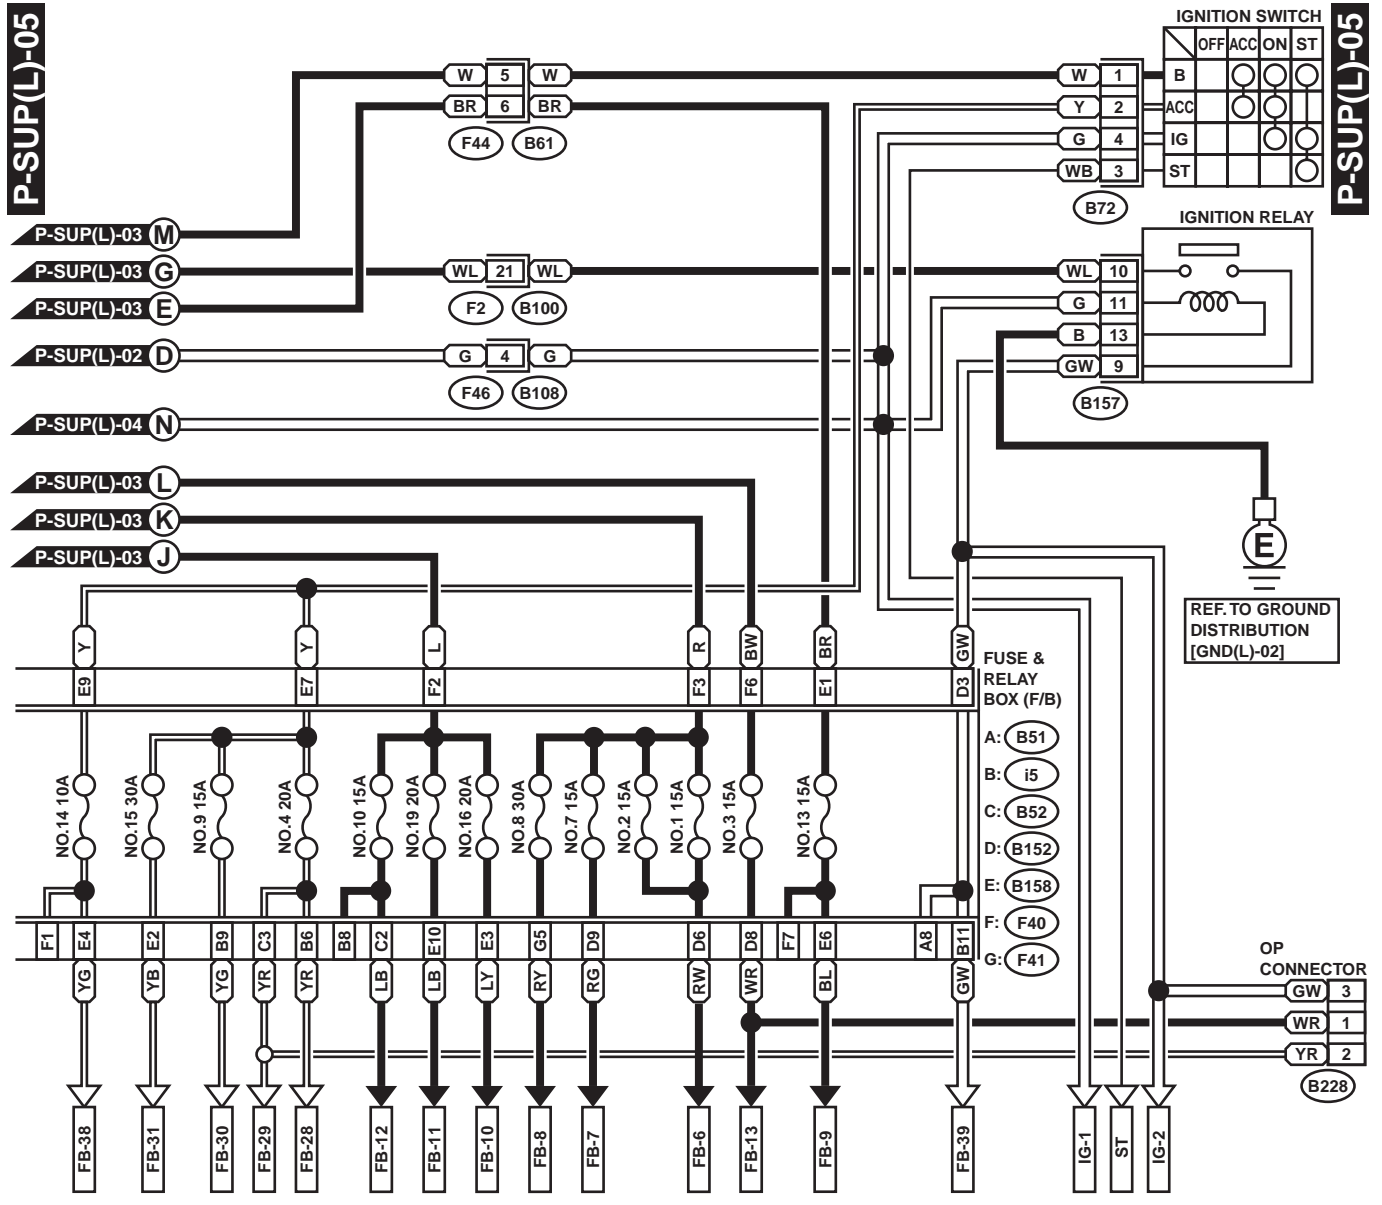 P-SUP(L)-05
P-SUP(L)-05
IGNITION SWITCH
OFF ACC ON ST
B
ACC
IG
ST
W 5 W
BR 6 BR
F44 B61
W 1
Y 2
G 4
WB 3
B72
IGNITION RELAY
P-SUP(L)-03 M
P-SUP(L)-03 G
P-SUP(L)-03 E
P-SUP(L)-02 D
P-SUP(L)-04 N
P-SUP(L)-03 L
P-SUP(L)-03 K
P-SUP(L)-03 J
WL 21 WL
F2 B100
G 4 G
F46 B108
WL 10
G 11
B 13
GW 9
B157
E
REF. TO GROUND
DISTRIBUTION
[GND(L)-02]
Y Y L R BW BR GW
E9 E7 F2 F3 F6 E1 D3
FUSE &
RELAY
BOX (F/B)
A: B51
B: i5
C: B52
D: B152
E: B158
F: F40
G: F41
NO.14 10A
NO.15 30A
NO.9 15A
NO.4 20A
NO.10 15A
NO.19 20A
NO.16 20A
NO.8 30A
NO.7 15A
NO.2 15A
NO.1 15A
NO.3 15A
NO.13 15A
F1 E4 E2 B9 C3 B6 B8 C2 E10 E3 G5 D9 D6 D8 F7 E6 A8 B11
YG YB YG YR YR LB LB LY RY RG RW WR BL GW
OP
CONNECTOR
GW 3
WR 1
YR 2
B228
FB-38 FB-31 FB-30 FB-29 FB-28 FB-12 FB-11 FB-10 FB-8 FB-7 FB-6 FB-13 FB-9 FB-39 IG-1 ST IG-2